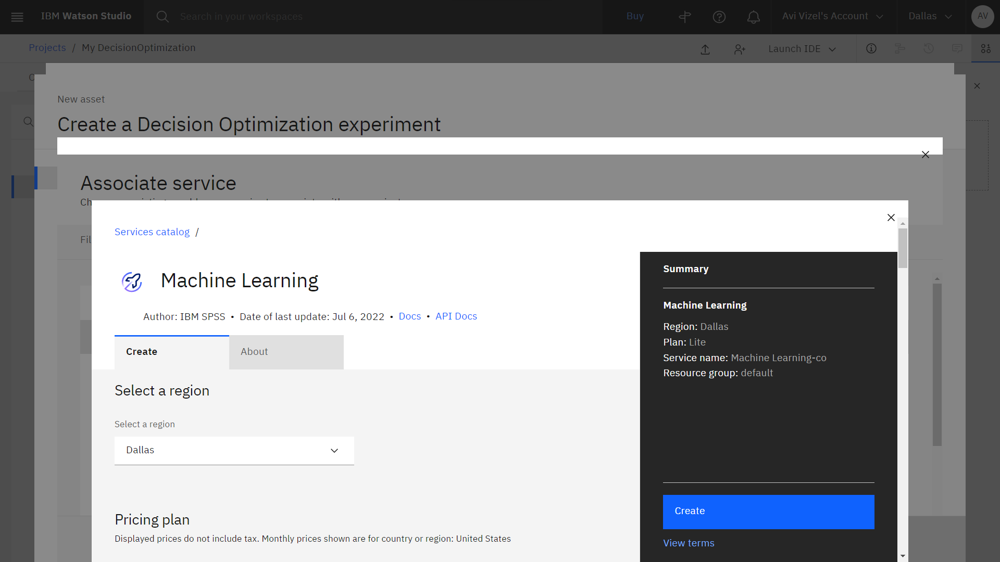 IBM Watson Studio
Search in your workspaces
Buy
Avi Vizel's Account
Dallas
AV
Projects / My DecisionOptimization
Launch IDE
New asset
Create a Decision Optimization experiment
Associate service
Services catalog /
Machine Learning
Author: IBM SPSS • Date of last update: Jul 6, 2022 • Docs • API Docs
Create
About
Select a region
Select a region
Dallas
Pricing plan
Displayed prices do not include tax. Monthly prices shown are for country or region: United States
Summary
Machine Learning
Region: Dallas
Plan: Lite
Service name: Machine Learning-co
Resource group: default
Create
View terms